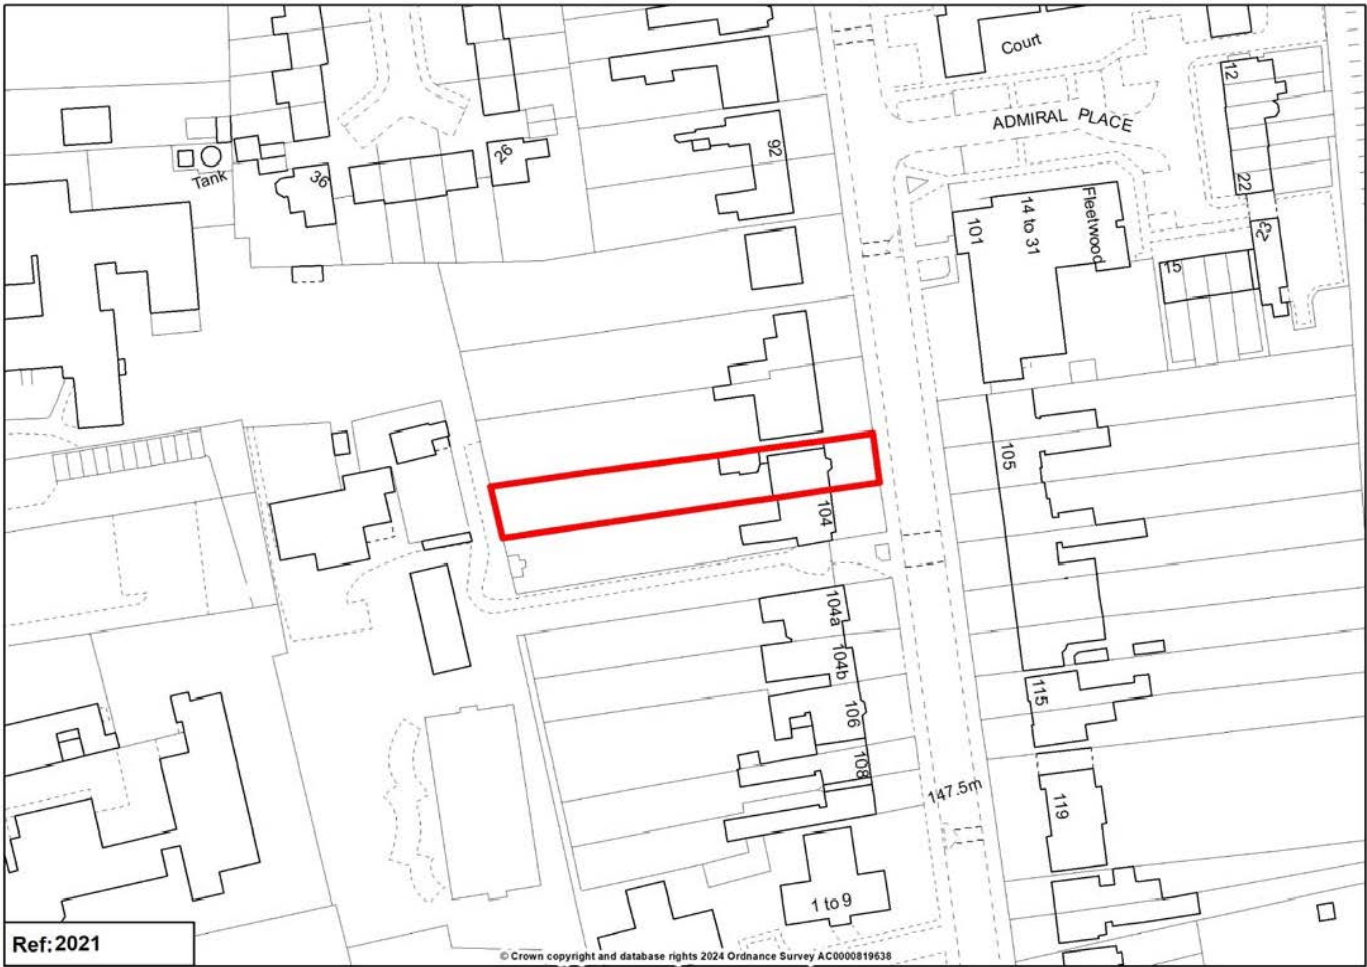 Court
ADMIRAL PLACE
12
92
26
Tank
36
22
Fleetwood
14 to 31
101
<23
15
105
104
104a
104b
106
115
108
147.5m
119
1 to 9
Ref:2021
© Crown copyright and database rights 2024 Ordnance Survey AC0000819638